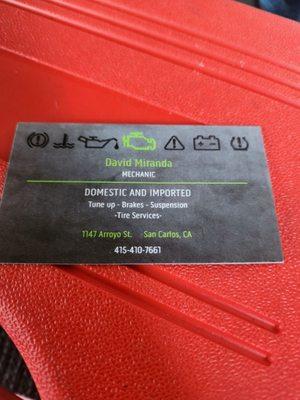 David Miranda
MECHANIC
DOMESTIC AND IMPORTED
Tune up - Brakes - Suspension
-Tire Services-
1147 Arroyo St. San Carlos, CA
415-410-7661